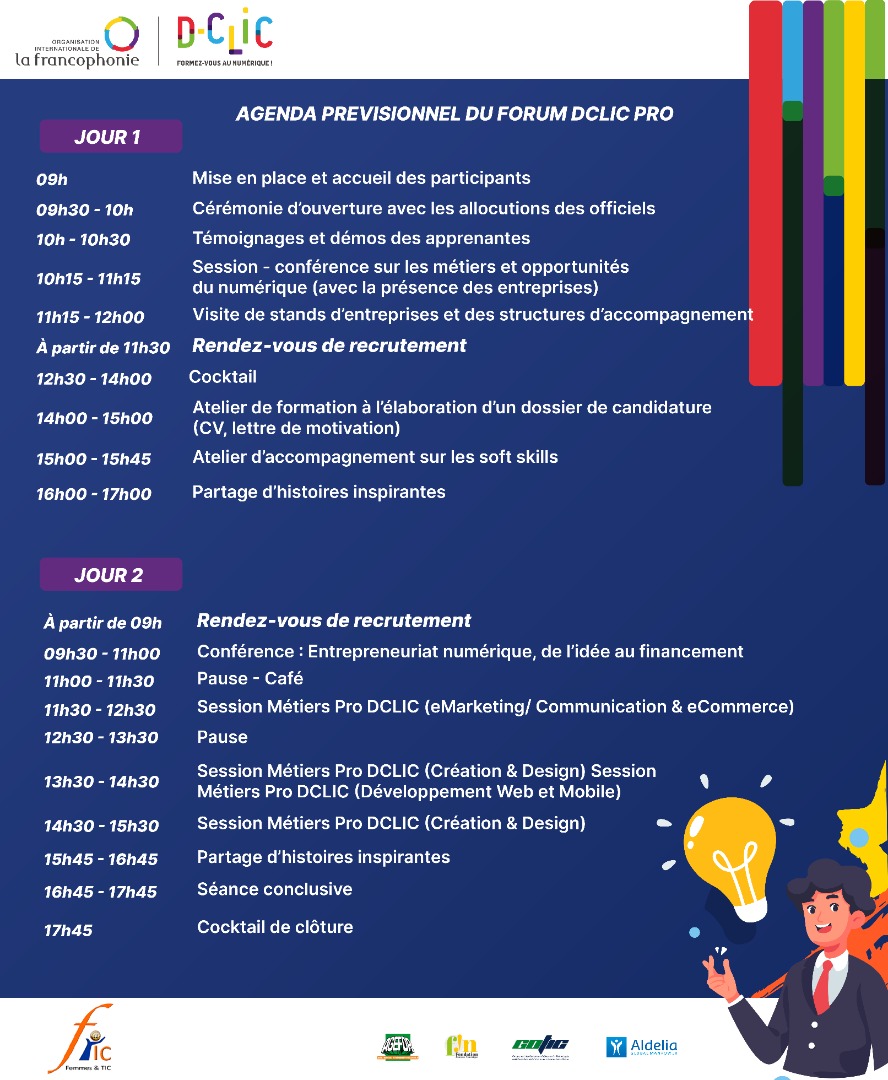 ORGANISATION
INTERNATIONALE DE
la francophonie
D-CLIC
FORMEZ-VOUS AU NUMÉRIQUE !
AGENDA PREVISIONNEL DU FORUM DCLIC PRO
JOUR 1
09h Mise en place et accueil des participants
09h30 - 10h Cérémonie d'ouverture avec les allocutions des officiels
10h - 10h30 Témoignages et démos des apprenantes
10h15 - 11h15 Session - conférence sur les métiers et opportunités
du numérique (avec la présence des entreprises)
11h15 - 12h00 Visite de stands d'entreprises et des structures d'accompagnement
À partir de 11h30 Rendez-vous de recrutement
12h30 - 14h00 Cocktail
14h00 - 15h00 Atelier de formation à l'élaboration d'un dossier de candidature
(CV, lettre de motivation)
15h00 - 15h45 Atelier d'accompagnement sur les soft skills
16h00 - 17h00 Partage d'histoires inspirantes
JOUR 2
À partir de 09h Rendez-vous de recrutement
09h30 - 11h00 Conférence : Entrepreneuriat numérique, de l'idée au financement
11h00 - 11h30 Pause - Café
11h30 - 12h30 Session Métiers Pro DCLIC (eMarketing/ Communication & eCommerce)
12h30 - 13h30 Pause
13h30 - 14h30 Session Métiers Pro DCLIC (Création & Design) Session
Métiers Pro DCLIC (Développement Web et Mobile)
14h30 - 15h30 Session Métiers Pro DCLIC (Création & Design)
15h45 - 16h45 Partage d'histoires inspirantes
16h45 - 17h45 Séance conclusive
17h45 Cocktail de clôture
fTIC
Femmes & TIC
AGEFOP
fjn
Fondation
GOTIC
Aldelia
GLOBAL MANPOWER